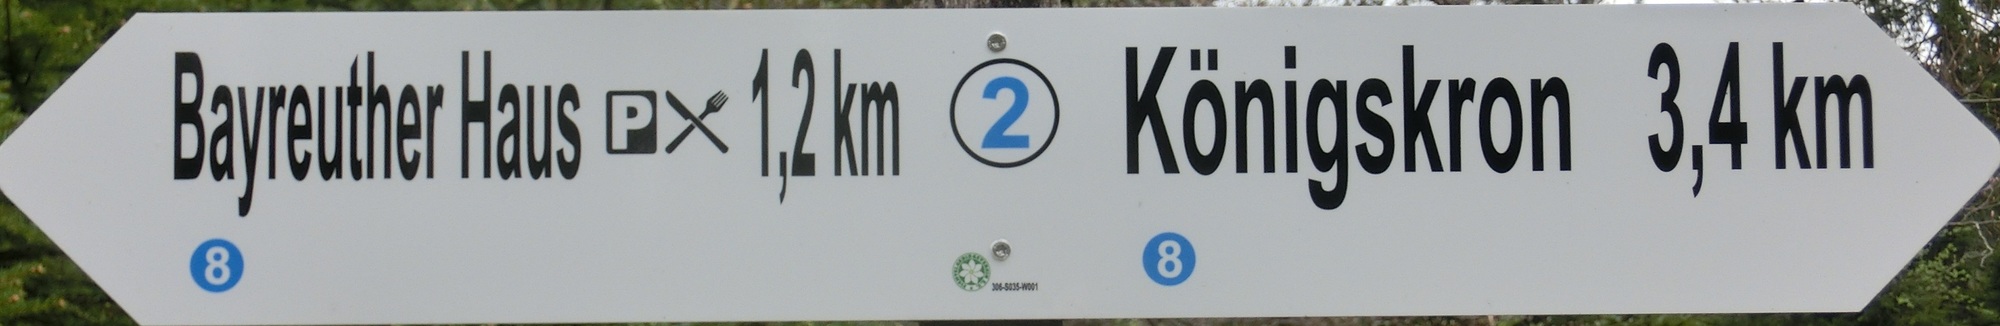 Bayreuther Haus P 1,2 km 2 Königskron 3,4 km
8 8
306-S035-W001